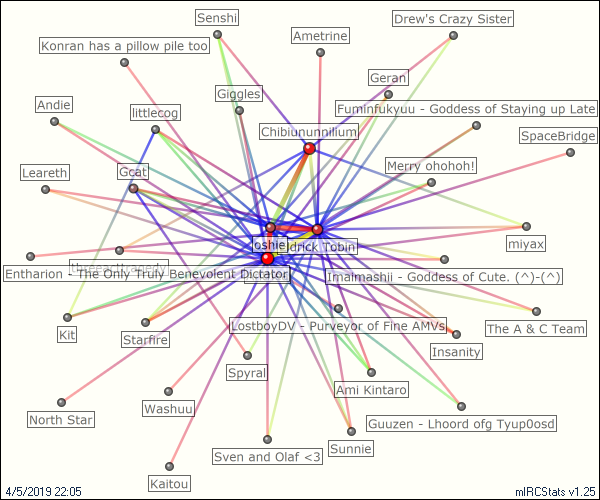 Senshi
Drew's Crazy Sister
Konran has a pillow pile too
Ametrine
Geran
Giggles
Andie
littlecog
Fuminfukyuu - Goddess of Staying up Late
Chibiununnilium
SpaceBridge
Leareth
Gcat
Merry ohohoh!
oshie
drick Tobin
miyax
Entharion - The Only Truly Benevolent Dictator
Imaimashii - Goddess of Cute. (^)-(^)
Kit
Starfire
LostboyDV - Purveyor of Fine AMVs
The A & C Team
Insanity
Spyral
Ami Kintaro
North Star
Washuu
Guuzen - Lhoord ofg Tyup0osd
Sven and Olaf <3
Sunnie
Kaitou
4/5/2019 22:05
mIRCStats v1.25